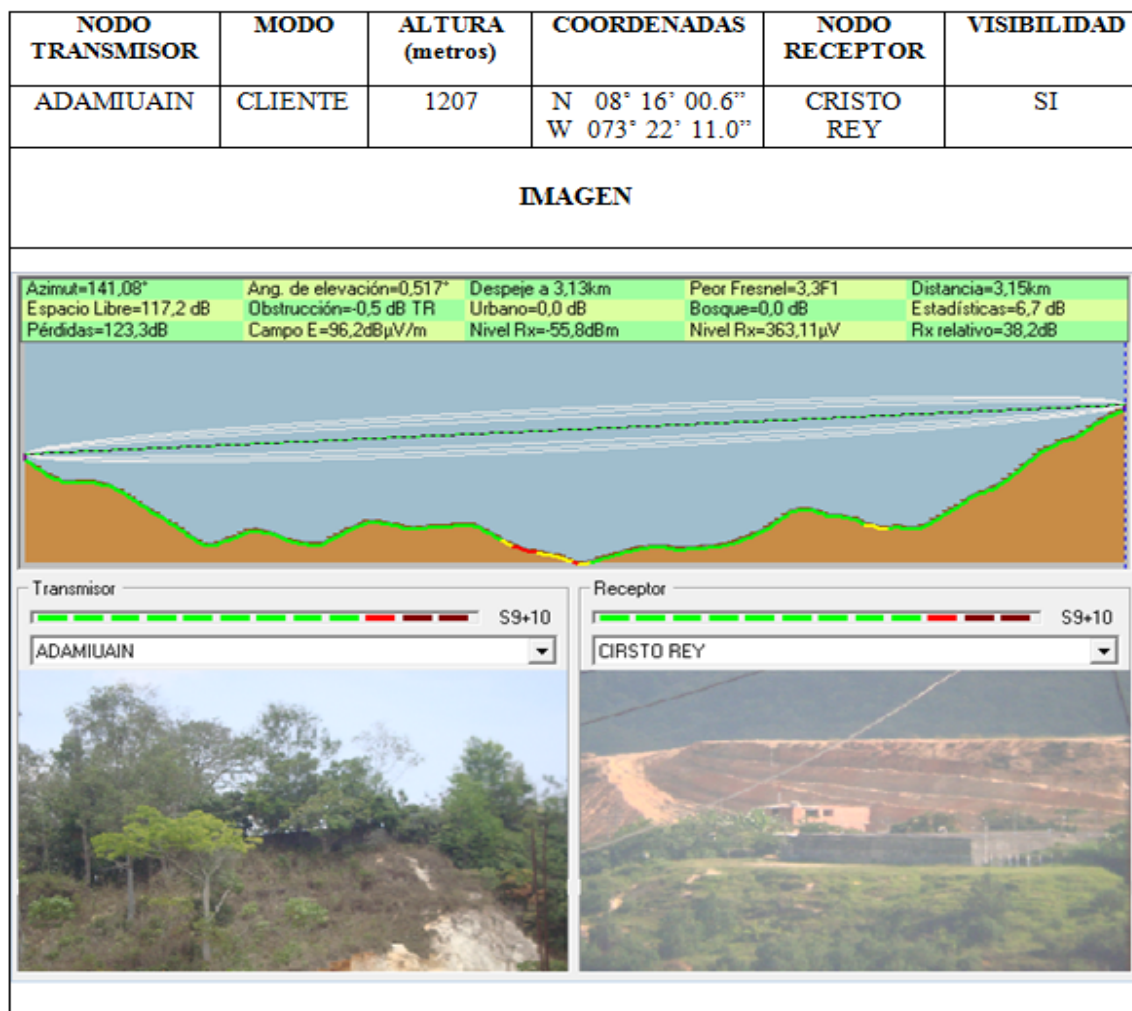 NODO TRANSMISOR MODO ALTURA (metros) COORDENADAS NODO RECEPTOR VISIBILIDAD
ADAMIUAIN CLIENTE 1207 N 08° 16’ 00.6” W 073° 22’ 11.0” CRISTO REY SI
IMAGEN
Azimut=141,08° Ang. de elevación=0,517° Despeje a 3,13km Peor Fresnel=3,3F1 Distancia=3,15km
Espacio Libre=117,2 dB Obstrucción=-0,5 dB TR Urbano=0,0 dB Bosque=0,0 dB Estadísticas=6,7 dB
Pérdidas=123,3dB Campo E=96,2dBµV/m Nivel Rx=-55,8dBm Nivel Rx=363,11µV Rx relativo=38,2dB
Transmisor Receptor
S9+10 S9+10
ADAMIUAIN CIRSTO REY